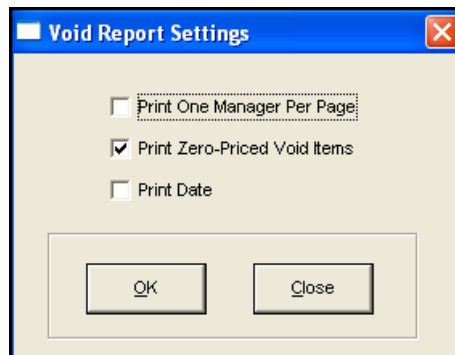 Void Report Settings
Print One Manager Per Page
Print Zero-Priced Void Items
Print Date
OK
Close